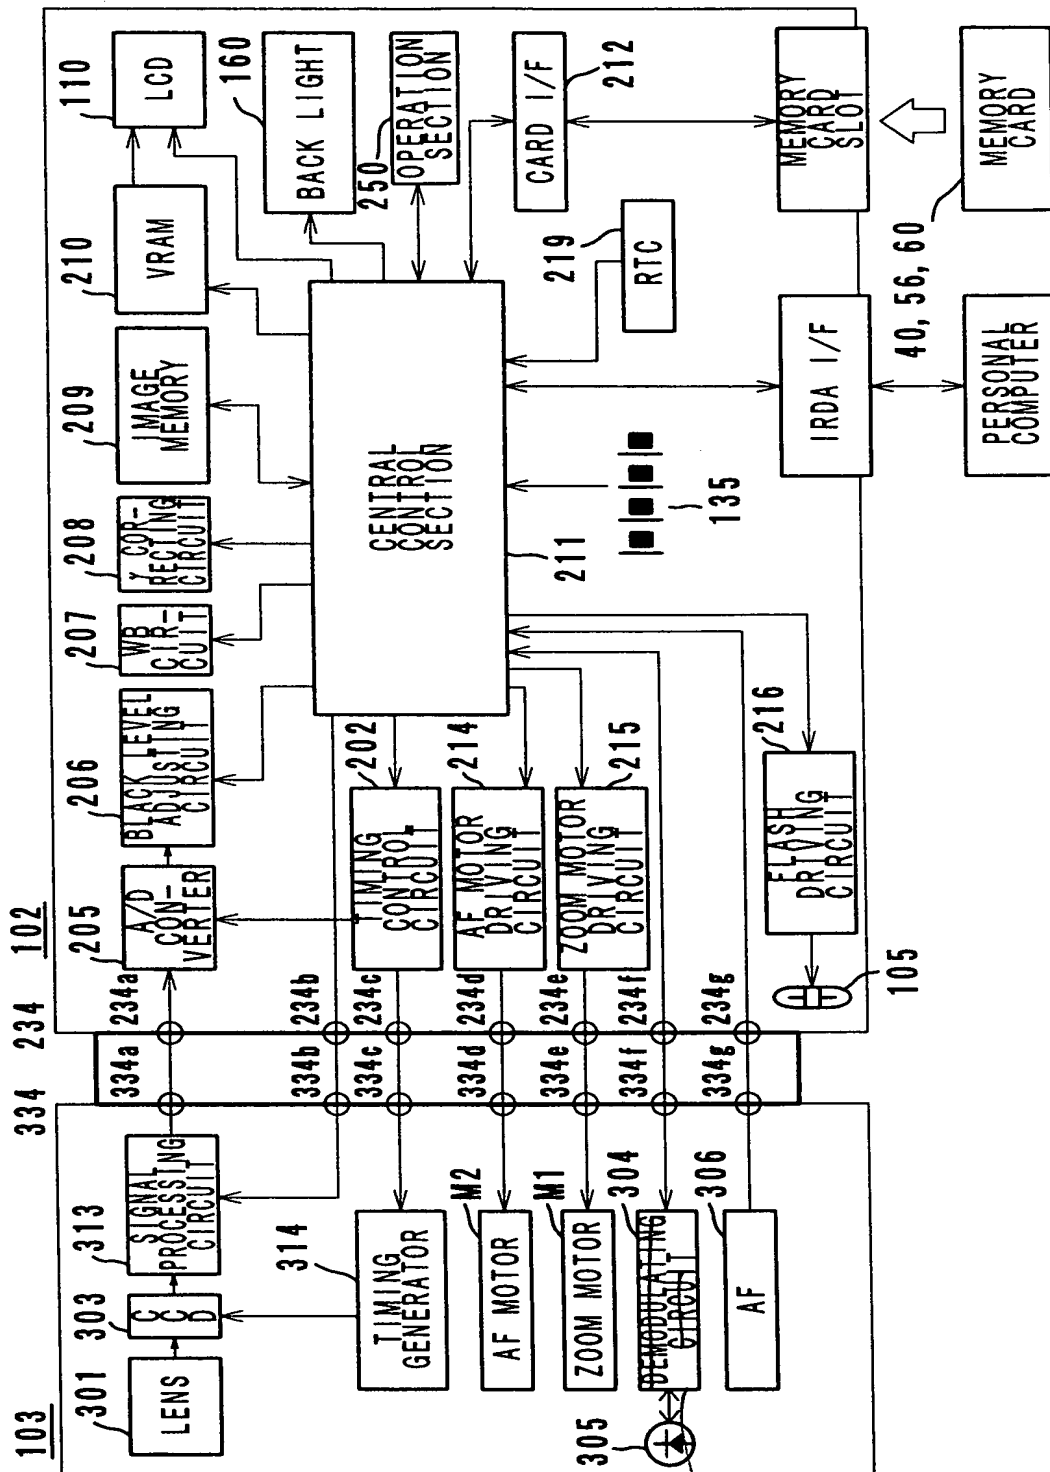 103
334
234
102
301
LENS
303
CCD
313
SIGNAL
PROCESSING
CIRCUIT
334a
234a
205
A/D
CON-
VERTER
206
BLACK LEVEL
ADJUSTING
CIRCUIT
207
WB
CIR-
CUIT
208
γ COR-
RECTING
CIRCUIT
209
IMAGE
MEMORY
210
VRAM
110
LCD
160
BACK LIGHT
250
OPERATION
SECTION
CARD I/F
212
MEMORY
CARD
SLOT
MEMORY
CARD
40, 56, 60
219
RTC
IRDA I/F
PERSONAL
COMPUTER
CENTRAL
CONTROL
SECTION
211
135
334b
234b
314
TIMING
GENERATOR
334c
234c
TIMING
CONTROL
CIRCUIT
202
M2
AF MOTOR
334d
234d
AF MOTOR
DRIVING
CIRCUIT
214
M1
ZOOM MOTOR
334e
234e
ZOOM MOTOR
DRIVING
CIRCUIT
215
304
DEMODULATING
CIRCUT
305
334f
234f
306
AF
334g
234g
216
FLASH
DRIVING
CIRCUIT
105